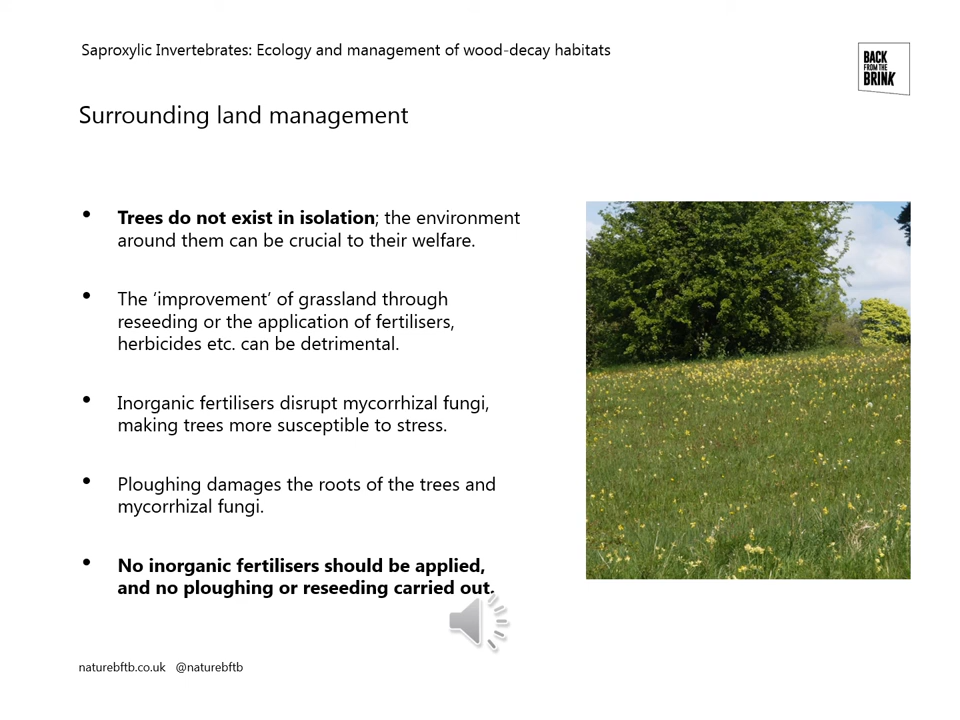 Saproxylic Invertebrates: Ecology and management of wood-decay habitats
BACK
FROM THE
BRINK
Surrounding land management
• Trees do not exist in isolation; the environment
around them can be crucial to their welfare.
• The ‘improvement’ of grassland through
reseeding or the application of fertilisers,
herbicides etc. can be detrimental.
• Inorganic fertilisers disrupt mycorrhizal fungi,
making trees more susceptible to stress.
• Ploughing damages the roots of the trees and
mycorrhizal fungi.
• No inorganic fertilisers should be applied,
and no ploughing or reseeding carried out.
naturebftb.co.uk @naturebftb